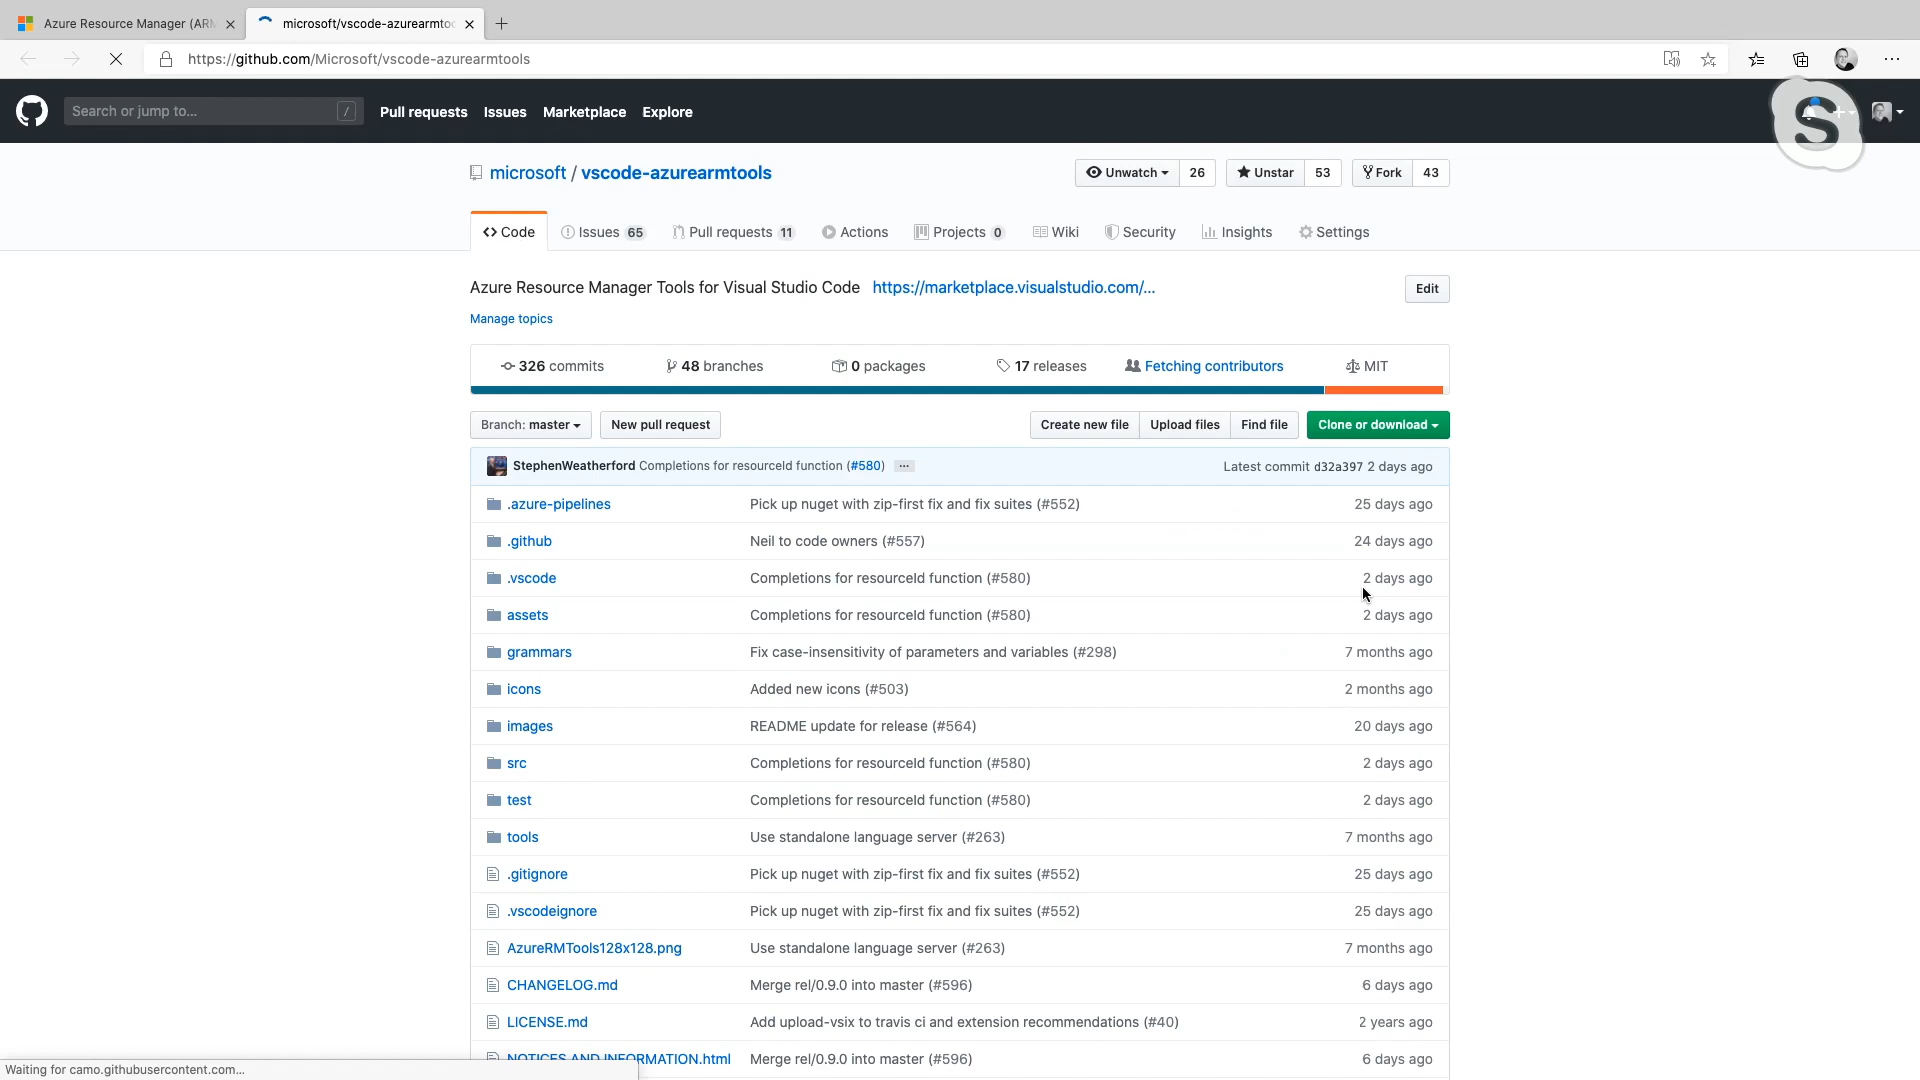 Azure Resource Manager (ARM
microsoft/vscode-azurearmtoo
https://github.com/Microsoft/vscode-azurearmtools
Search or jump to...
/
Pull requests
Issues
Marketplace
Explore
microsoft / vscode-azurearmtools
Unwatch 26
Unstar 53
Fork 43
Code
Issues 65
Pull requests 11
Actions
Projects 0
Wiki
Security
Insights
Settings
Azure Resource Manager Tools for Visual Studio Code https://marketplace.visualstudio.com/...
Edit
Manage topics
326 commits
48 branches
0 packages
17 releases
Fetching contributors
MIT
Branch: master
New pull request
Create new file
Upload files
Find file
Clone or download
StephenWeatherford Completions for resourceId function (#580) ... Latest commit d32a397 2 days ago
.azure-pipelines Pick up nuget with zip-first fix and fix suites (#552) 25 days ago
.github Neil to code owners (#557) 24 days ago
.vscode Completions for resourceId function (#580) 2 days ago
assets Completions for resourceId function (#580) 2 days ago
grammars Fix case-insensitivity of parameters and variables (#298) 7 months ago
icons Added new icons (#503) 2 months ago
images README update for release (#564) 20 days ago
src Completions for resourceId function (#580) 2 days ago
test Completions for resourceId function (#580) 2 days ago
tools Use standalone language server (#263) 7 months ago
.gitignore Pick up nuget with zip-first fix and fix suites (#552) 25 days ago
.vscodeignore Pick up nuget with zip-first fix and fix suites (#552) 25 days ago
AzureRMTools128x128.png Use standalone language server (#263) 7 months ago
CHANGELOG.md Merge rel/0.9.0 into master (#596) 6 days ago
LICENSE.md Add upload-vsix to travis ci and extension recommendations (#40) 2 years ago
NOTICES AND INFORMATION.html Merge rel/0.9.0 into master (#596) 6 days ago
Waiting for camo.githubusercontent.com...